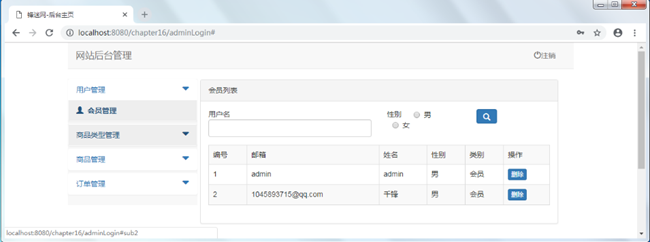 锋迷网-后台主页
localhost:8080/chapter16/adminLogin#
网站后台管理
注销
用户管理
会员管理
商品类型管理
商品管理
订单管理
会员列表
用户名
性别 男
女
编号 邮箱 姓名 性别 类别 操作
1 admin admin 男 会员 删除
2 1045893715@qq.com 千锋 男 会员 删除
localhost:8080/chapter16/adminLogin#sub2